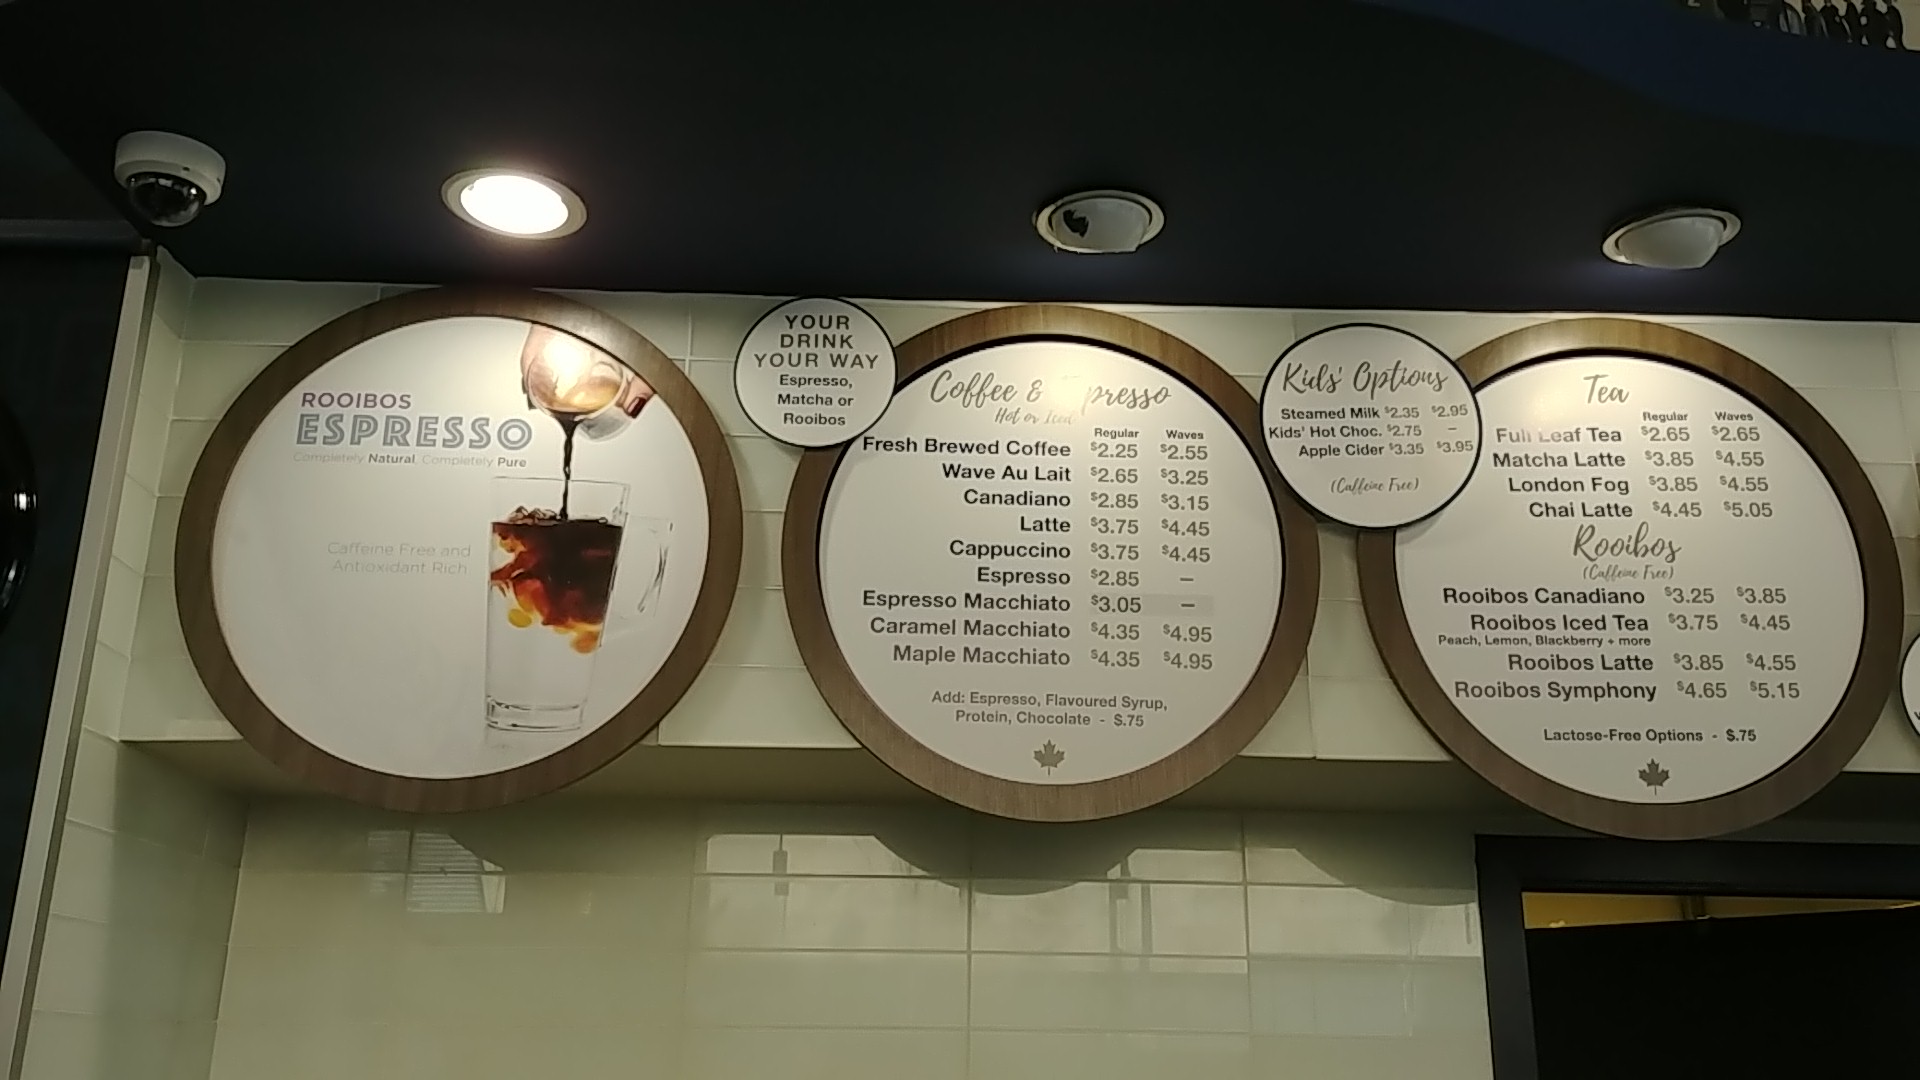 ROOIBOS
ESPRESSO
Completely Natural, Completely Pure
Caffeine Free and
Antioxidant Rich
YOUR
DRINK
YOUR WAY
Espresso,
Matcha or
Rooibos
Coffee & presso
Hot or Iced
Regular Waves
Fresh Brewed Coffee $2.25 $2.55
Wave Au Lait $2.65 $3.25
Canadiano $2.85 $3.15
Latte $3.75 $4.45
Cappuccino $3.75 $4.45
Espresso $2.85 –
Espresso Macchiato $3.05 –
Caramel Macchiato $4.35 $4.95
Maple Macchiato $4.35 $4.95
Add: Espresso, Flavoured Syrup,
Protein, Chocolate - $.75
Kids' Options
Steamed Milk $2.35 $2.95
Kids' Hot Choc. $2.75 –
Apple Cider $3.35 $3.95
(Caffeine Free)
Tea
Regular Waves
Full Leaf Tea $2.65 $2.65
Matcha Latte $3.85 $4.55
London Fog $3.85 $4.55
Chai Latte $4.45 $5.05
Rooibos
(Caffeine Free)
Rooibos Canadiano $3.25 $3.85
Rooibos Iced Tea $3.75 $4.45
Peach, Lemon, Blackberry + more
Rooibos Latte $3.85 $4.55
Rooibos Symphony $4.65 $5.15
Lactose-Free Options - $.75